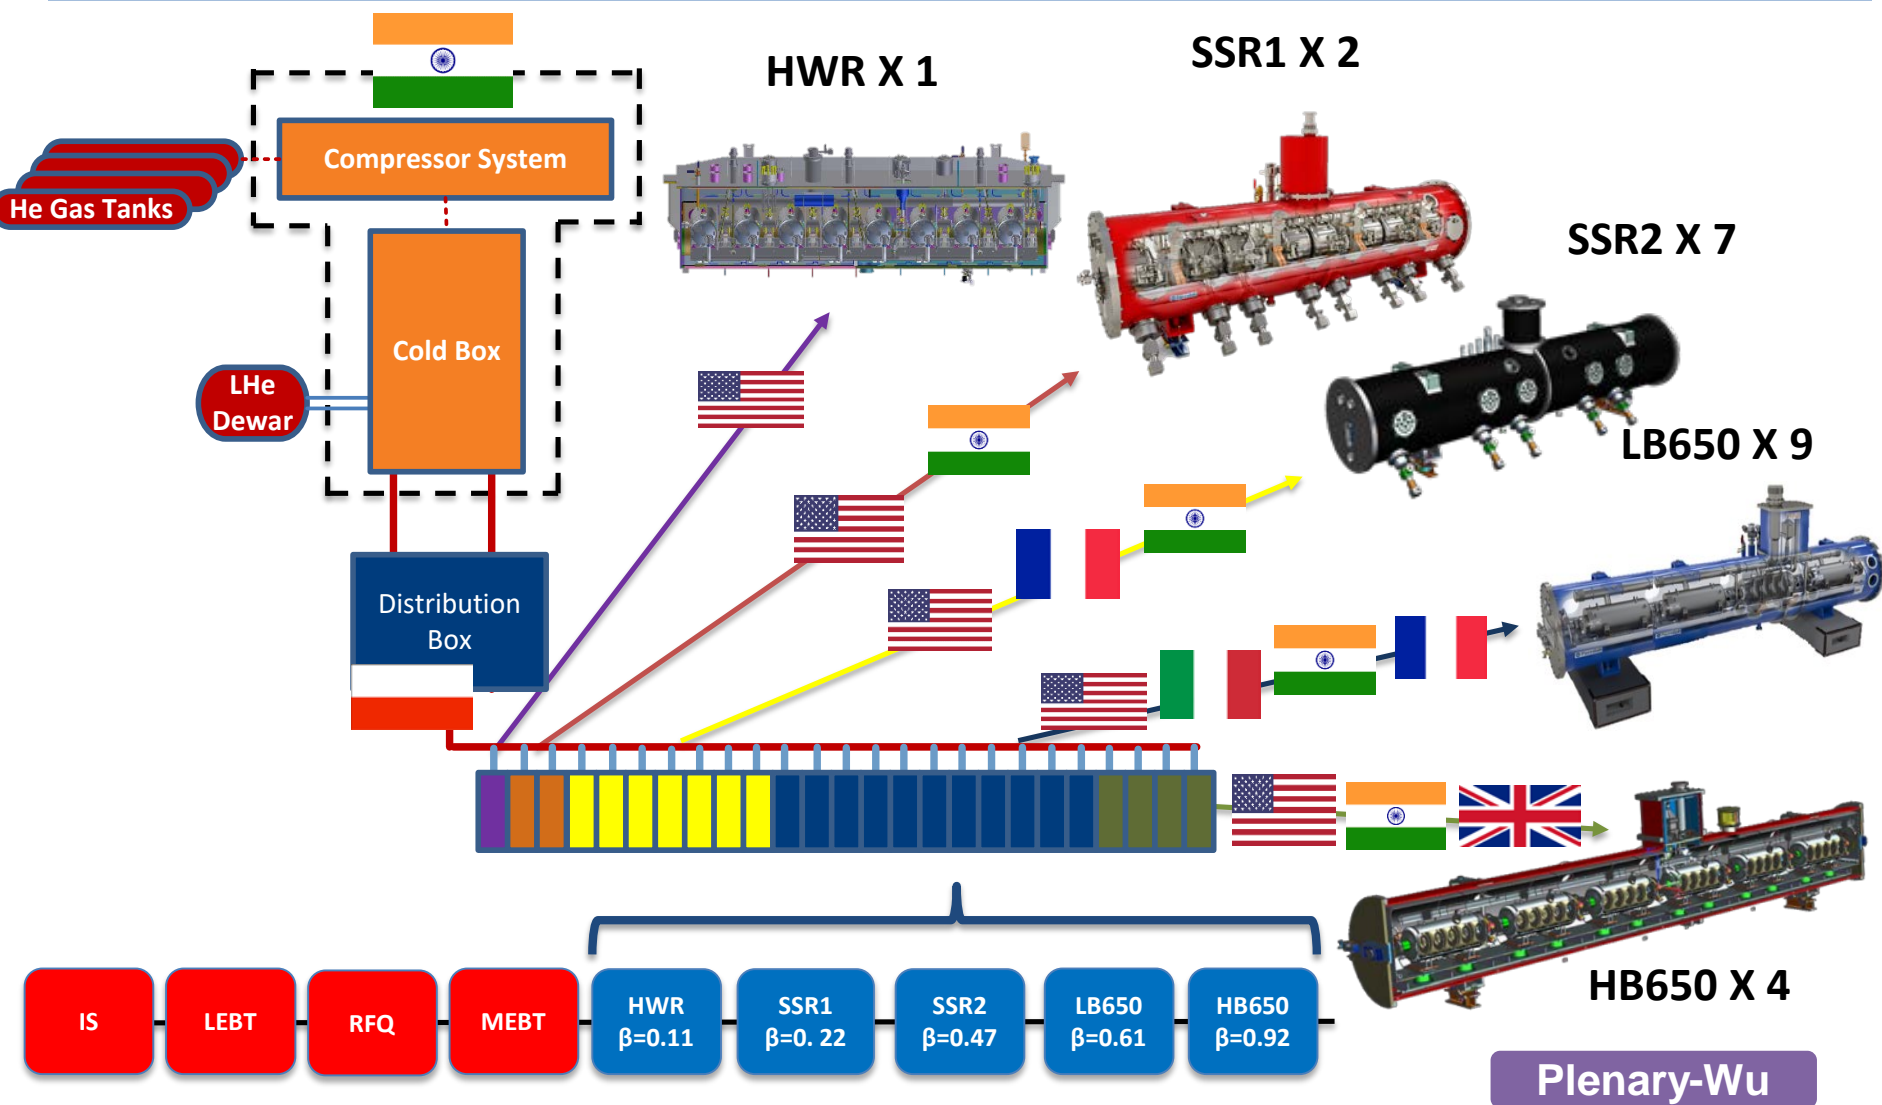 HWR X 1
SSR1 X 2
Compressor System
He Gas Tanks
SSR2 X 7
Cold Box
LHe
Dewar
LB650 X 9
Distribution
Box
HB650 X 4
IS
LEBT
RFQ
MEBT
HWR
β=0.11
SSR1
β=0. 22
SSR2
β=0.47
LB650
β=0.61
HB650
β=0.92
Plenary-Wu